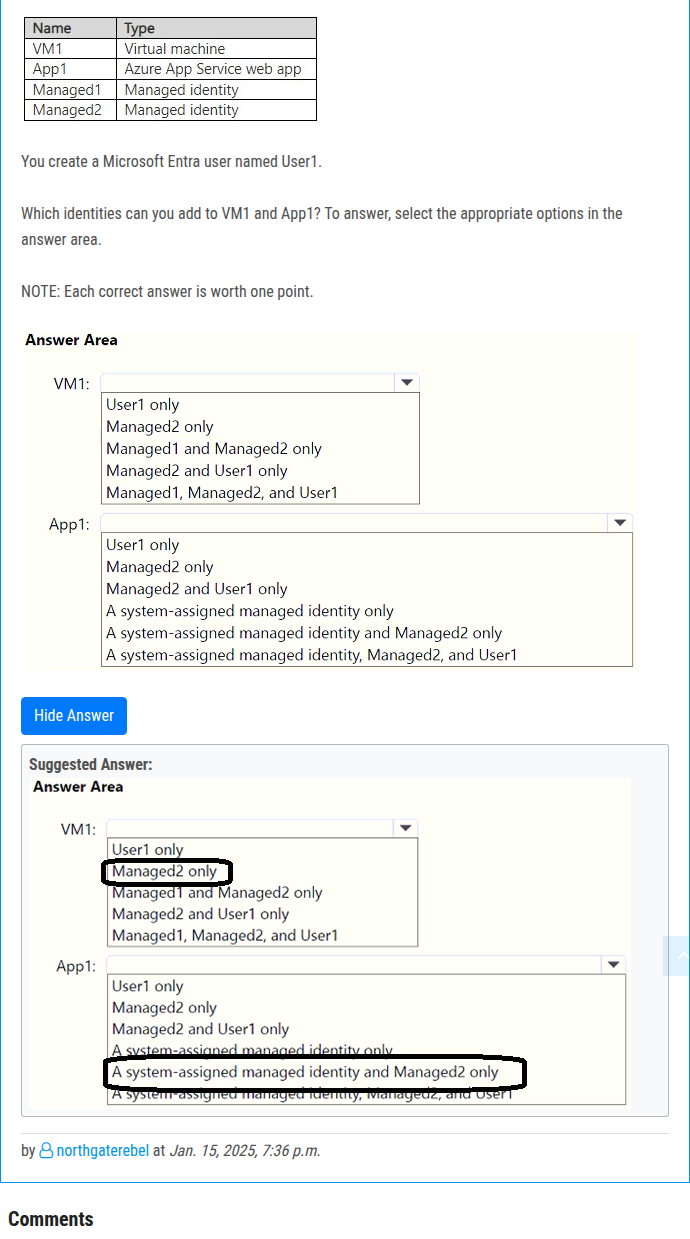 Name Type
VM1 Virtual machine
App1 Azure App Service web app
Managed1 Managed identity
Managed2 Managed identity
You create a Microsoft Entra user named User1.
Which identities can you add to VM1 and App1? To answer, select the appropriate options in the
answer area.
NOTE: Each correct answer is worth one point.
Answer Area
VM1:
User1 only
Managed2 only
Managed1 and Managed2 only
Managed2 and User1 only
Managed1, Managed2, and User1
App1:
User1 only
Managed2 only
Managed2 and User1 only
A system-assigned managed identity only
A system-assigned managed identity and Managed2 only
A system-assigned managed identity, Managed2, and User1
Hide Answer
Suggested Answer:
Answer Area
VM1:
User1 only
Managed2 only
Managed1 and Managed2 only
Managed2 and User1 only
Managed1, Managed2, and User1
App1:
User1 only
Managed2 only
Managed2 and User1 only
A system-assigned managed identity only
A system-assigned managed identity and Managed2 only
A system-assigned managed identity, Managed2, and User1
by northgaterebel at Jan. 15, 2025, 7:36 p.m.
Comments